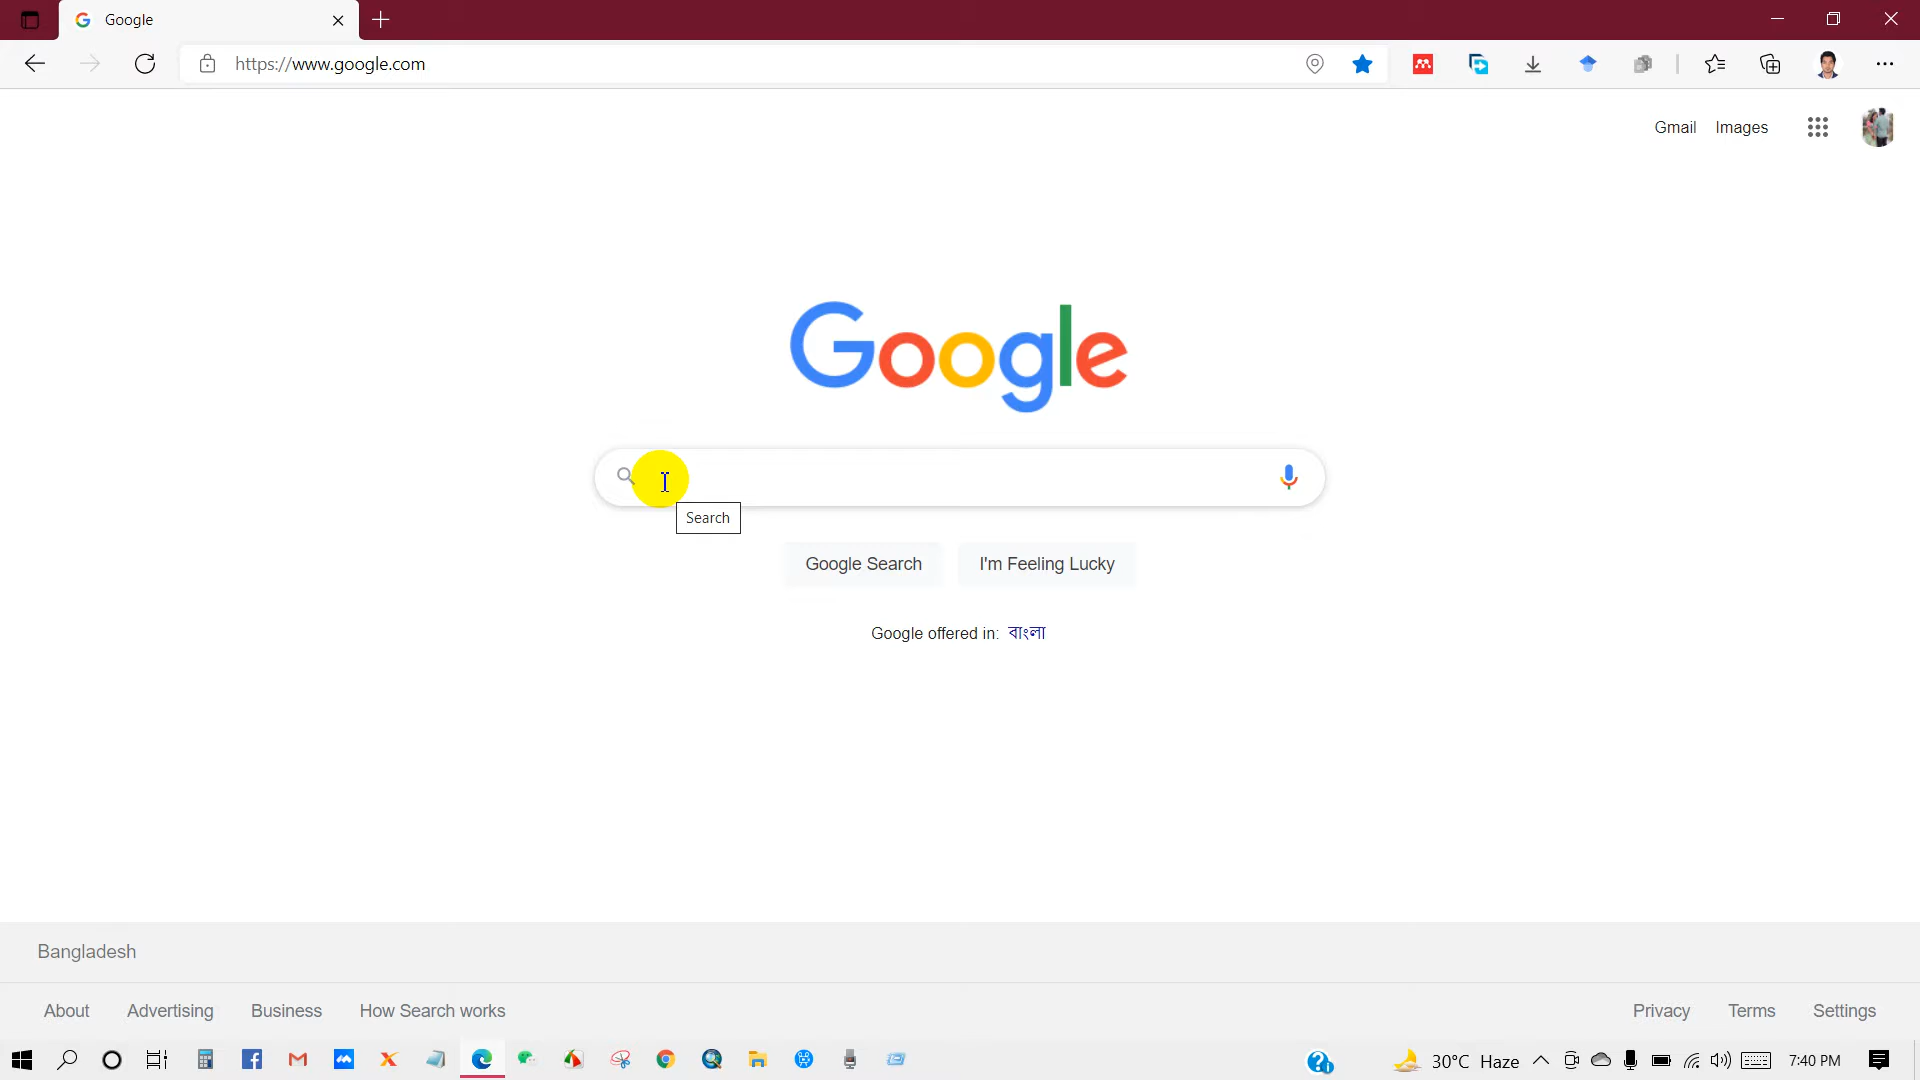 Google
https://www.google.com
Gmail Images
Google
Search
Google Search I'm Feeling Lucky
Google offered in: বাংলা
Bangladesh
About Advertising Business How Search works Privacy Terms Settings
30°C Haze 7:40 PM